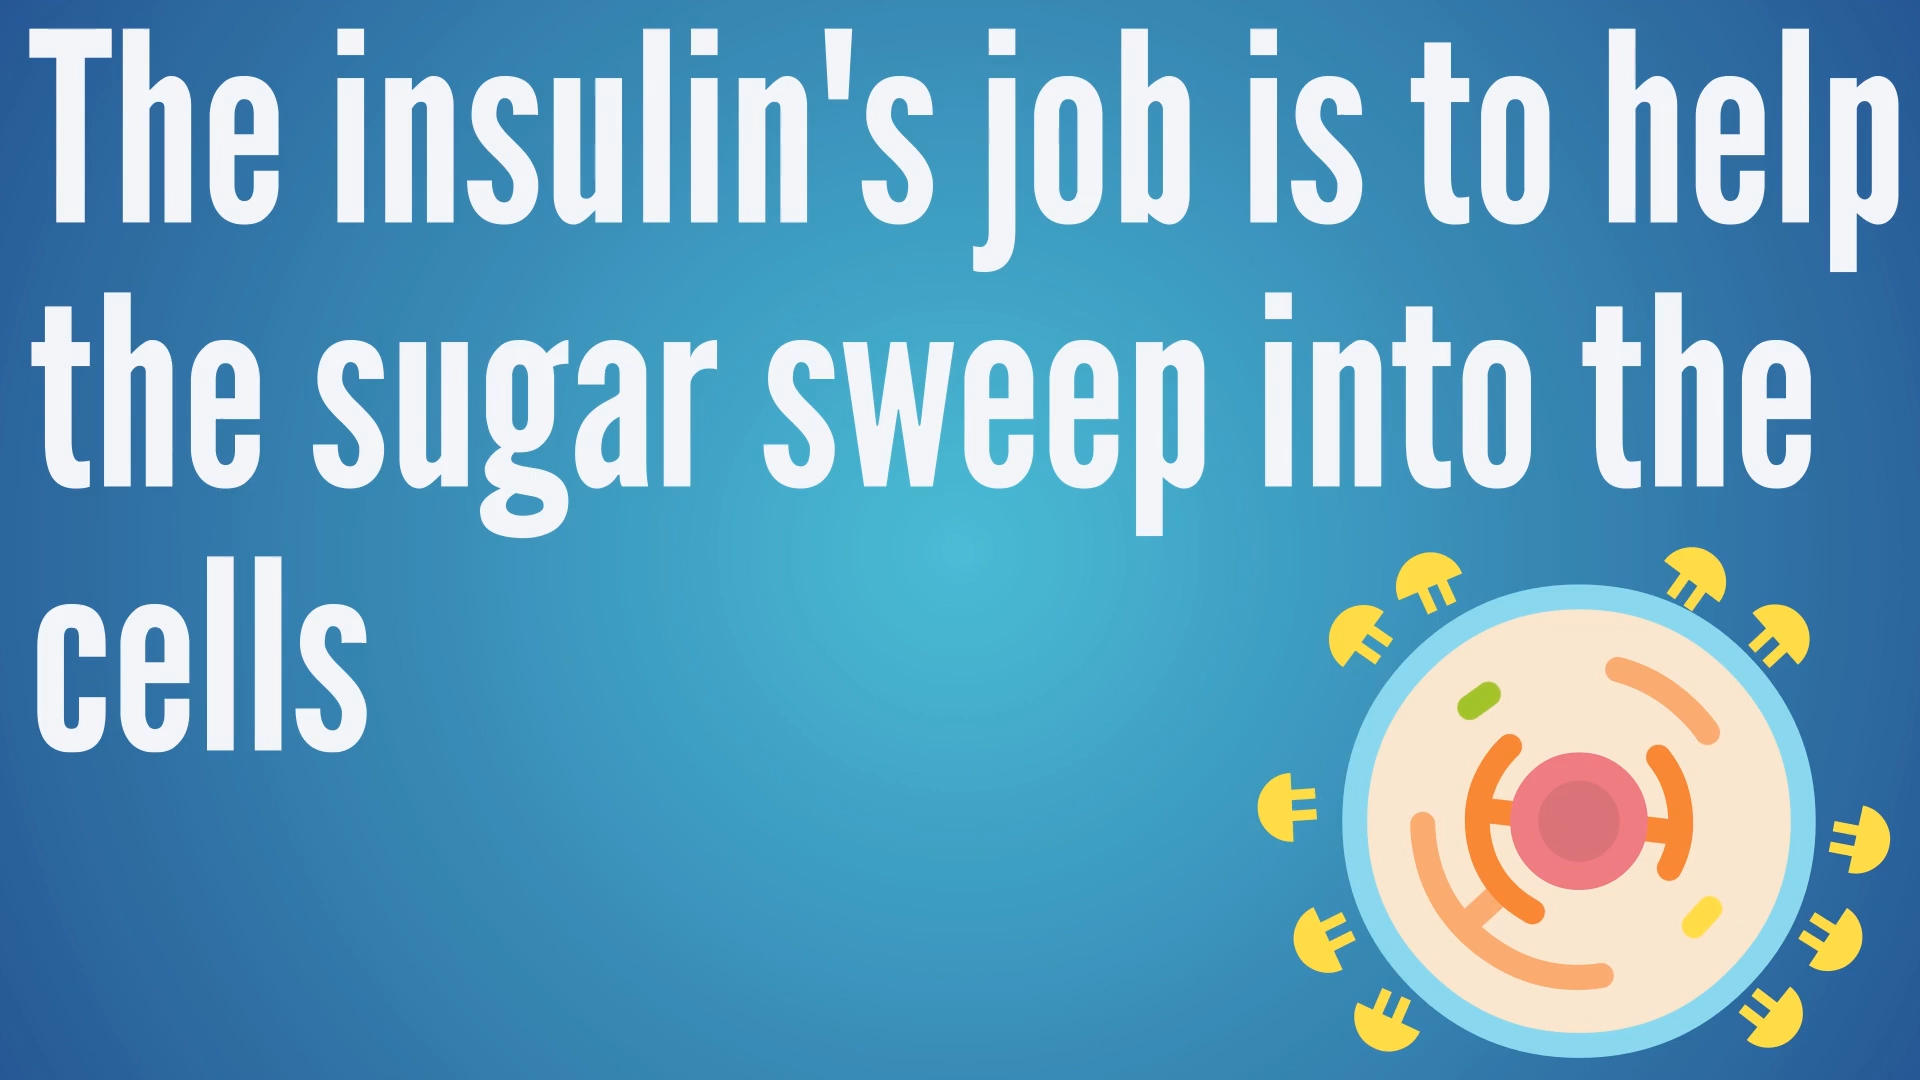 The insulin's job is to help
the sugar sweep into the
cells